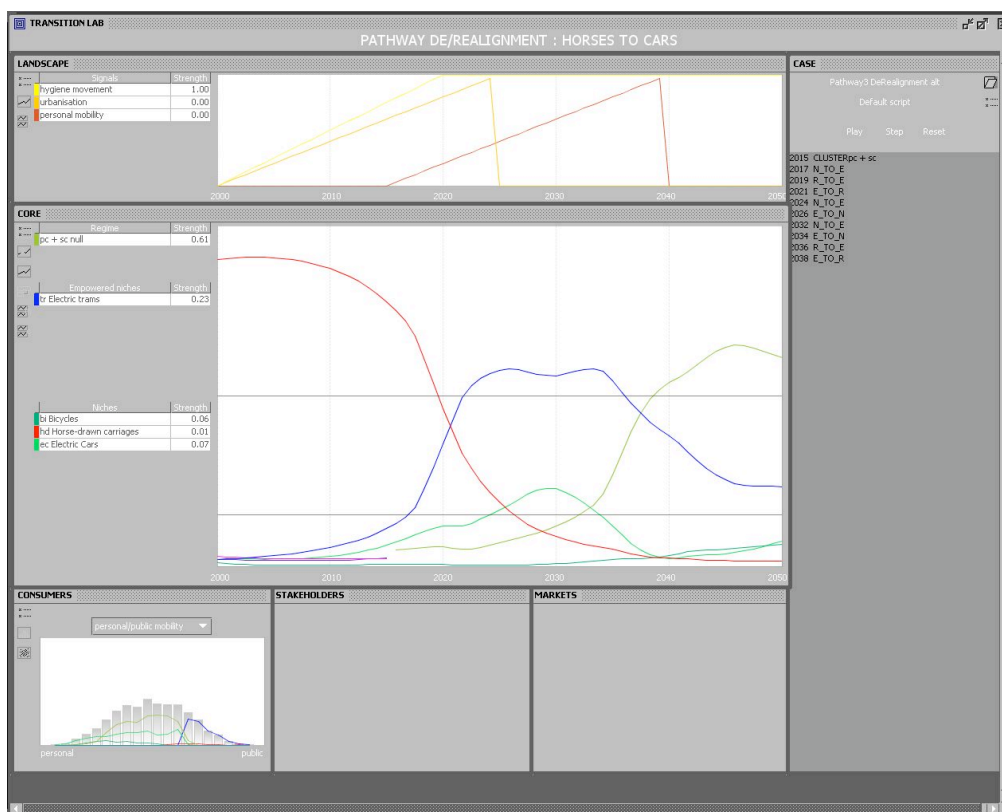 TRANSITION LAB
PATHWAY DE/REALIGNMENT : HORSES TO CARS
LANDSCAPE
Signals Strength
hygiene movement 1.00
urbanisation 0.00
personal mobility 0.00
2000 2010 2020 2030 2040 2050
CORE
Regime Strength
pc + sc null 0.61
Empowered niches Strength
tr Electric trams 0.23
Niches Strength
bi Bicycles 0.06
hd Horse-drawn carriages 0.01
ec Electric Cars 0.07
2000 2010 2020 2030 2040 2050
CASE
Pathway3 DeRealignment alt
Default script
Play Step Reset
2015 CLUSTERpc + sc
2017 N_TO_E
2019 R_TO_E
2021 E_TO_R
2024 N_TO_E
2026 E_TO_N
2032 N_TO_E
2034 E_TO_N
2036 R_TO_E
2038 E_TO_R
CONSUMERS
personal/public mobility
personal public
STAKEHOLDERS
MARKETS